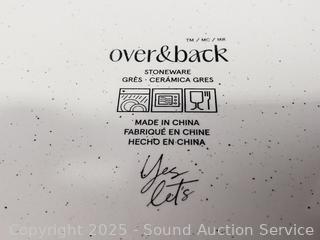 TM / MC / MR
over&back
STONEWARE
GRÈS · CERÁMICA GRES
MADE IN CHINA
FABRIQUÉ EN CHINE
HECHO EN CHINA
Yes
let's
Copyright 2025 - Sound Auction Service